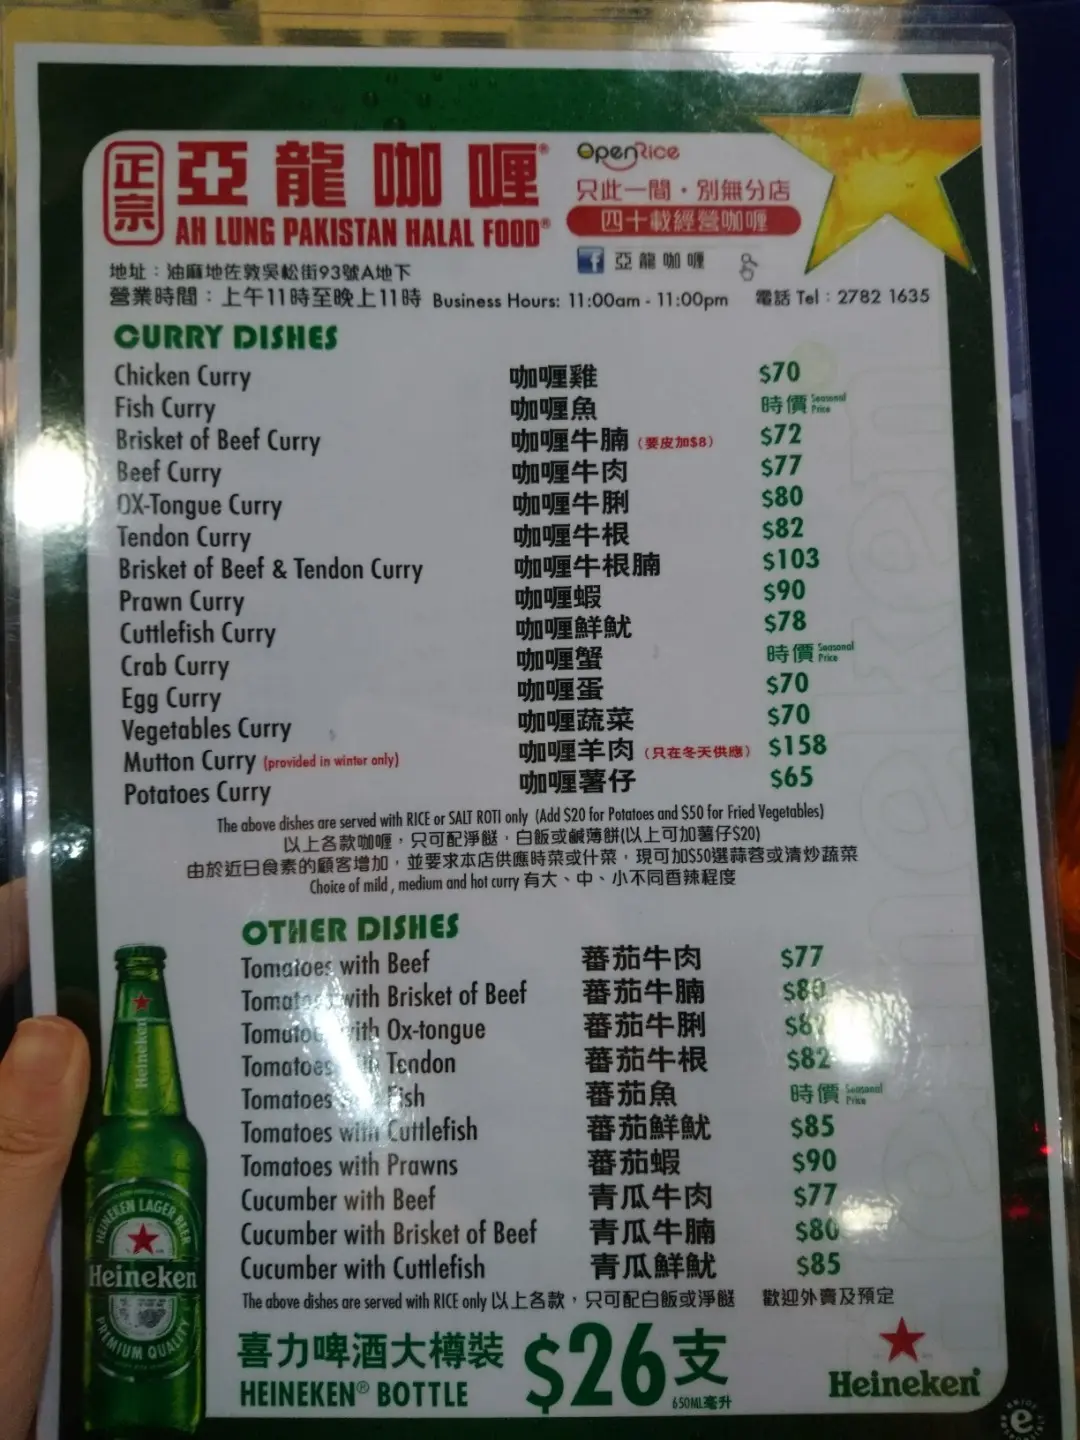 正宗
亞龍咖喱®
AH LUNG PAKISTAN HALAL FOOD®
OpenRice
只此一間・別無分店
四十載經營咖喱
f 亞龍咖喱
地址：油麻地佐敦吳松街93號A地下
營業時間：上午11時至晚上11時 Business Hours: 11:00am - 11:00pm 電話 Tel：2782 1635
CURRY DISHES
Chicken Curry 咖喱雞 $70
Fish Curry 咖喱魚 時價 Seasonal Price
Brisket of Beef Curry 咖喱牛腩 (要皮加$8) $72
Beef Curry 咖喱牛肉 $77
OX-Tongue Curry 咖喱牛脷 $80
Tendon Curry 咖喱牛根 $82
Brisket of Beef & Tendon Curry 咖喱牛根腩 $103
Prawn Curry 咖喱蝦 $90
Cuttlefish Curry 咖喱鮮魷 $78
Crab Curry 咖喱蟹 時價 Seasonal Price
Egg Curry 咖喱蛋 $70
Vegetables Curry 咖喱蔬菜 $70
Mutton Curry (provided in winter only) 咖喱羊肉 (只在冬天供應) $158
Potatoes Curry 咖喱薯仔 $65
The above dishes are served with RICE or SALT ROTI only (Add $20 for Potatoes and $50 for Fried Vegetables)
以上各款咖喱，只可配淨餸，白飯或鹹薄餅(以上可加薯仔$20)
由於近日食素的顧客增加，並要求本店供應時菜或什菜，現可加$50選蒜蓉或清炒蔬菜
Choice of mild , medium and hot curry 有大、中、小不同香辣程度
OTHER DISHES
Tomatoes with Beef 蕃茄牛肉 $77
Tomatoes with Brisket of Beef 蕃茄牛腩 $80
Tomatoes with Ox-tongue 蕃茄牛脷
Tomatoes with Tendon 蕃茄牛根 $82
Tomatoes Fish 蕃茄魚 時價 Seasonal Price
Tomatoes with Cuttlefish 蕃茄鮮魷 $85
Tomatoes with Prawns 蕃茄蝦 $90
Cucumber with Beef 青瓜牛肉 $77
Cucumber with Brisket of Beef 青瓜牛腩 $80
Cucumber with Cuttlefish 青瓜鮮魷 $85
The above dishes are served with RICE only 以上各款，只可配白飯或淨餸 歡迎外賣及預定
喜力啤酒大樽裝 $26支
HEINEKEN® BOTTLE 650ML毫升
Heineken
Heineken
HEINEKEN LAGER BEER
Heineken
PREMIUM QUALITY
Heineken